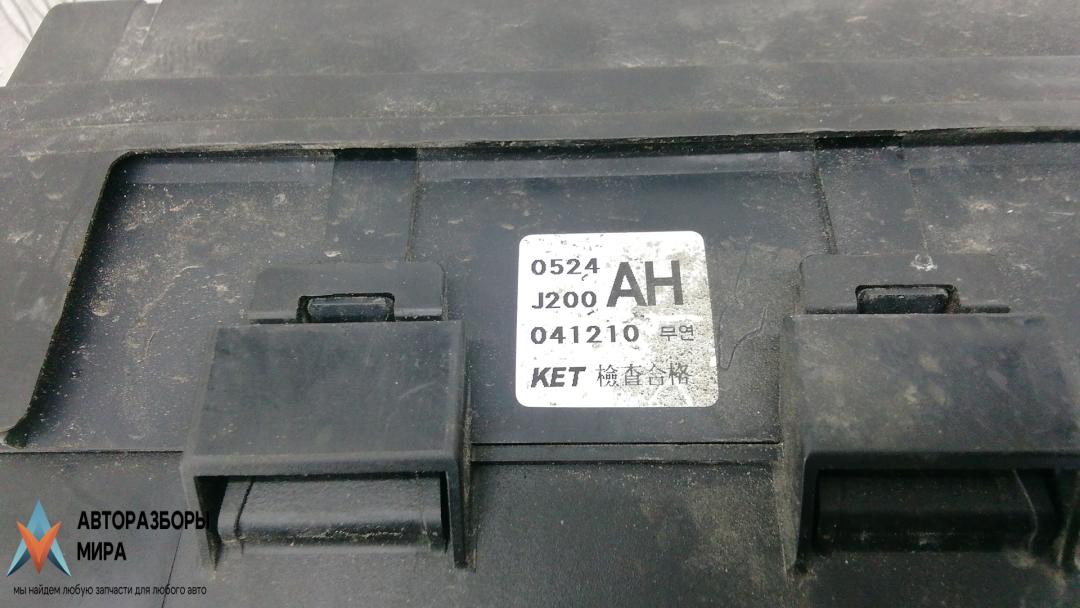 0524 AH
J200
041210 무연
KET 檢査合格
АВТОРАЗБОРЫ
МИРА
мы найдем любую запчасти для любого авто